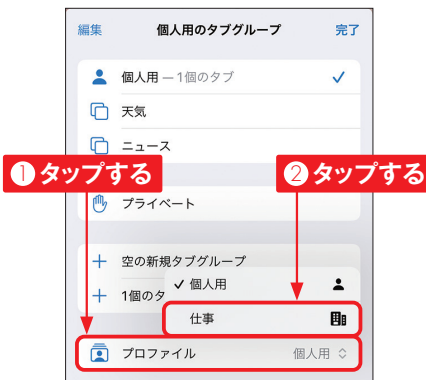 編集 個人用のタブグループ 完了
個人用 — 1個のタブ
天気
ニュース
①タップする ②タップする
プライベート
空の新規タブグループ
✓ 個人用
1個のタ
仕事
プロファイル 個人用